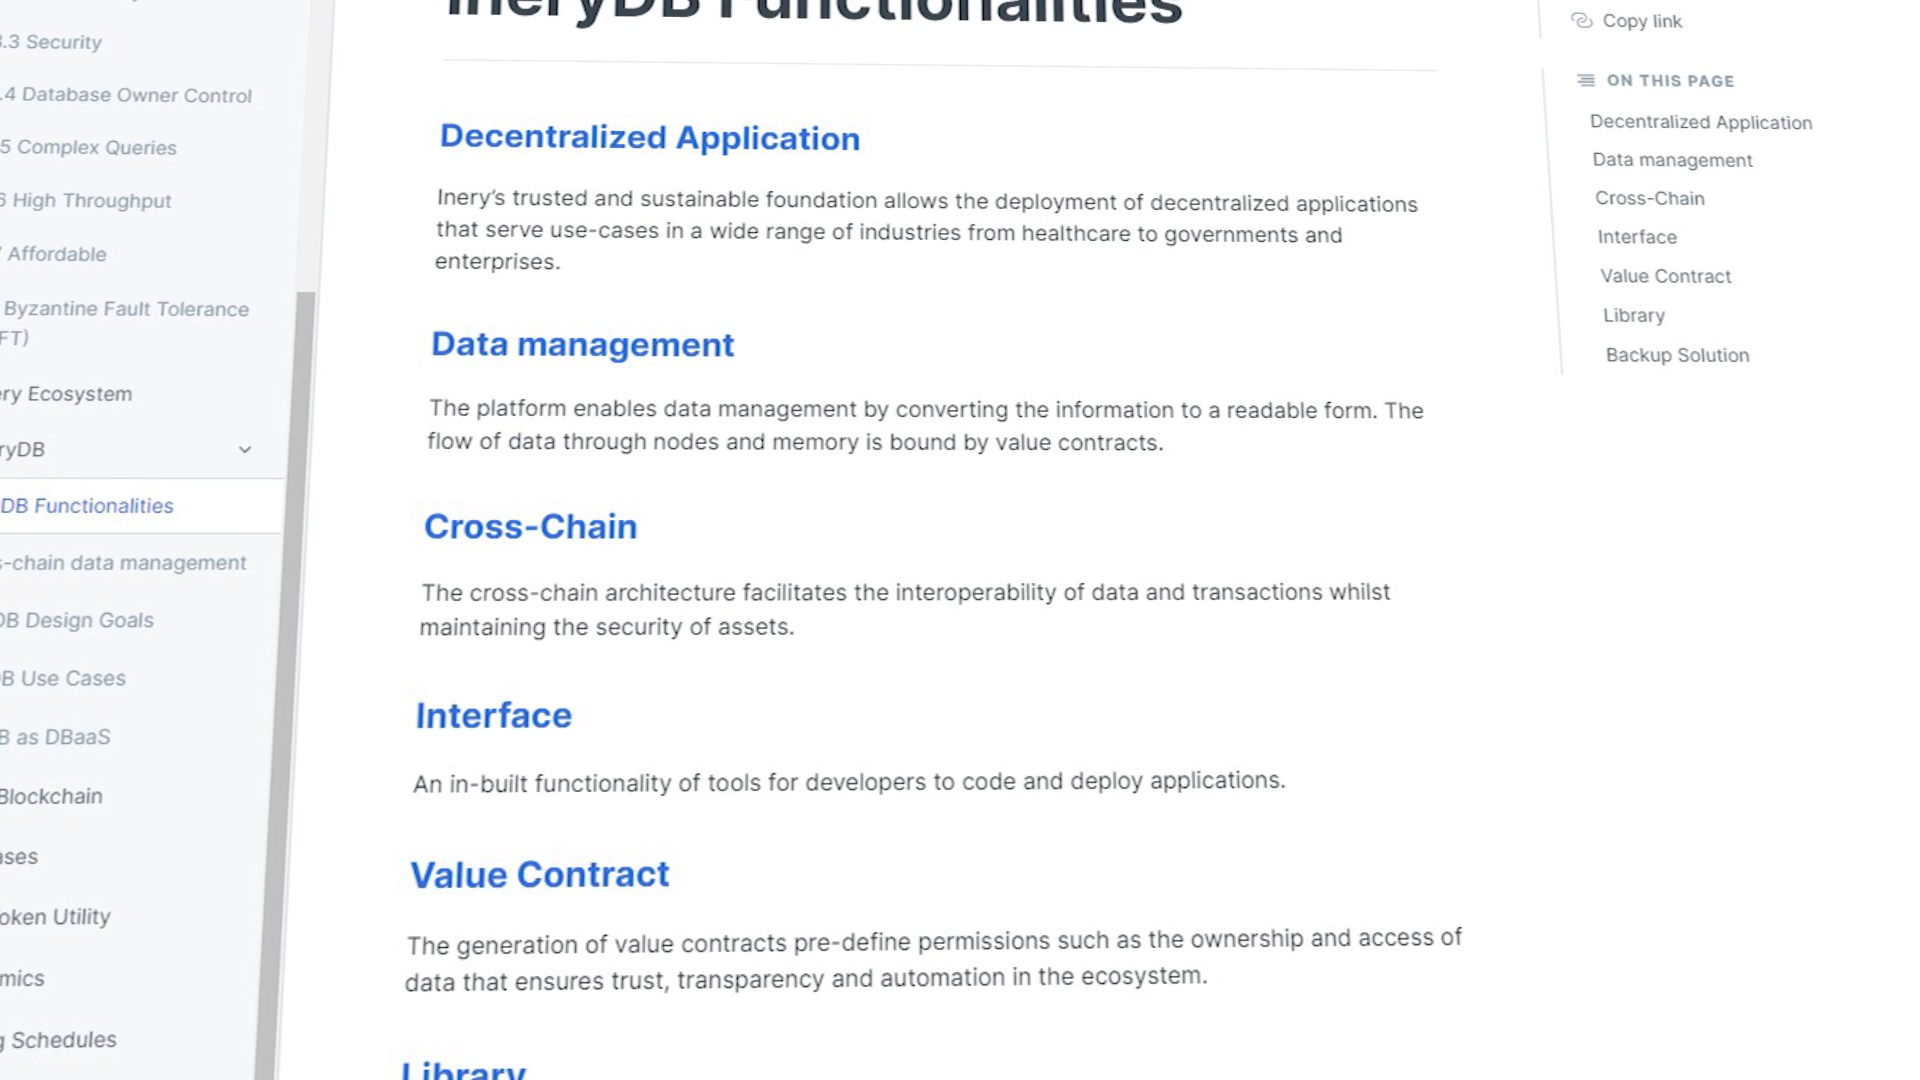 IneryDB Functionalities
.3 Security
.4 Database Owner Control
5 Complex Queries
6 High Throughput
Affordable
Byzantine Fault Tolerance
FT)
ery Ecosystem
ryDB
DB Functionalities
s-chain data management
DB Design Goals
B Use Cases
B as DBaaS
Blockchain
ases
oken Utility
mics
g Schedules
Decentralized Application
Inery’s trusted and sustainable foundation allows the deployment of decentralized applications
that serve use-cases in a wide range of industries from healthcare to governments and
enterprises.
Data management
The platform enables data management by converting the information to a readable form. The
flow of data through nodes and memory is bound by value contracts.
Cross-Chain
The cross-chain architecture facilitates the interoperability of data and transactions whilst
maintaining the security of assets.
Interface
An in-built functionality of tools for developers to code and deploy applications.
Value Contract
The generation of value contracts pre-define permissions such as the ownership and access of
data that ensures trust, transparency and automation in the ecosystem.
Library
Copy link
ON THIS PAGE
Decentralized Application
Data management
Cross-Chain
Interface
Value Contract
Library
Backup Solution